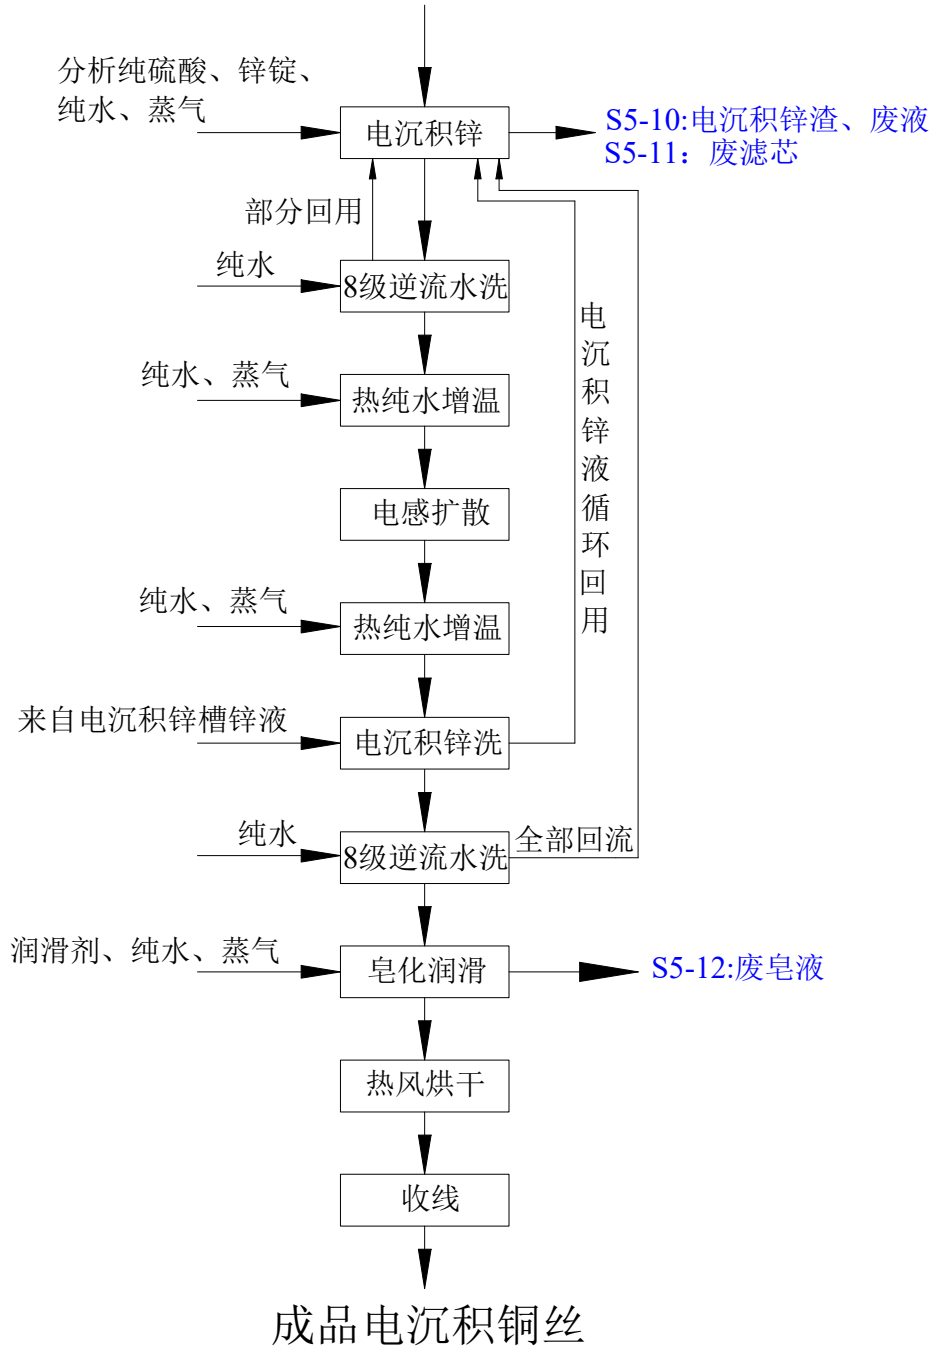 分析纯硫酸、锌锭、
纯水、蒸气
电沉积锌
S5-10:电沉积锌渣、废液
S5-11：废滤芯
部分回用
纯水
8级逆流水洗
电沉积锌液循环回用
纯水、蒸气
热纯水增温
电感扩散
纯水、蒸气
热纯水增温
来自电沉积锌槽锌液
电沉积锌洗
纯水
8级逆流水洗
全部回流
润滑剂、纯水、蒸气
皂化润滑
S5-12:废皂液
热风烘干
收线
成品电沉积铜丝